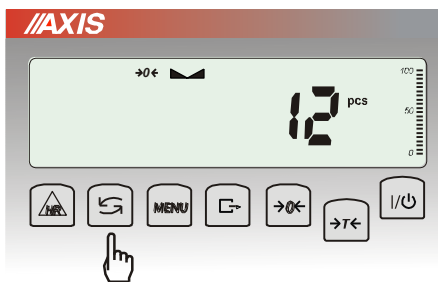 //AXIS
→0←
12 pcs
100
50
0
HR
MENU
→0←
→T←
I/⏻